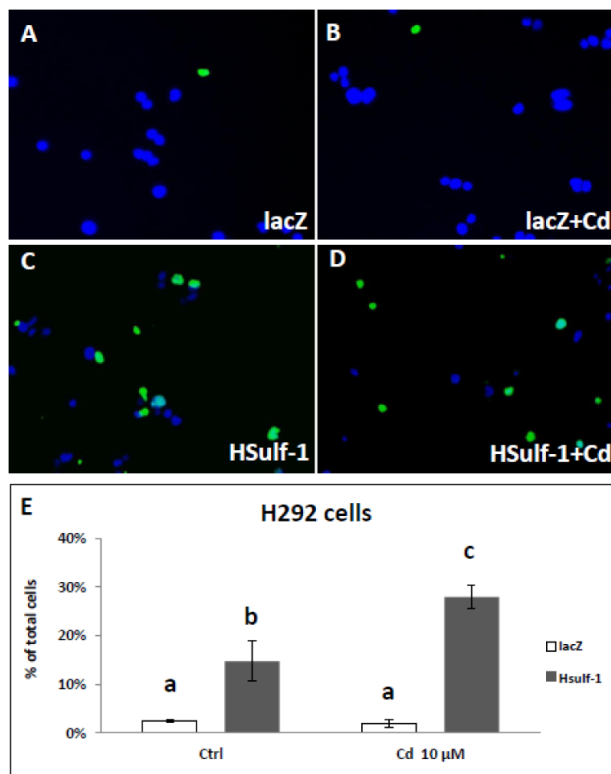 A
lacZ
B
lacZ+Cd
C
HSulf-1
D
HSulf-1+Cd
E
H292 cells
% of total cells
40%
30%
20%
10%
0%
a
b
a
c
Ctrl
Cd 10 µM
lacZ
Hsulf-1